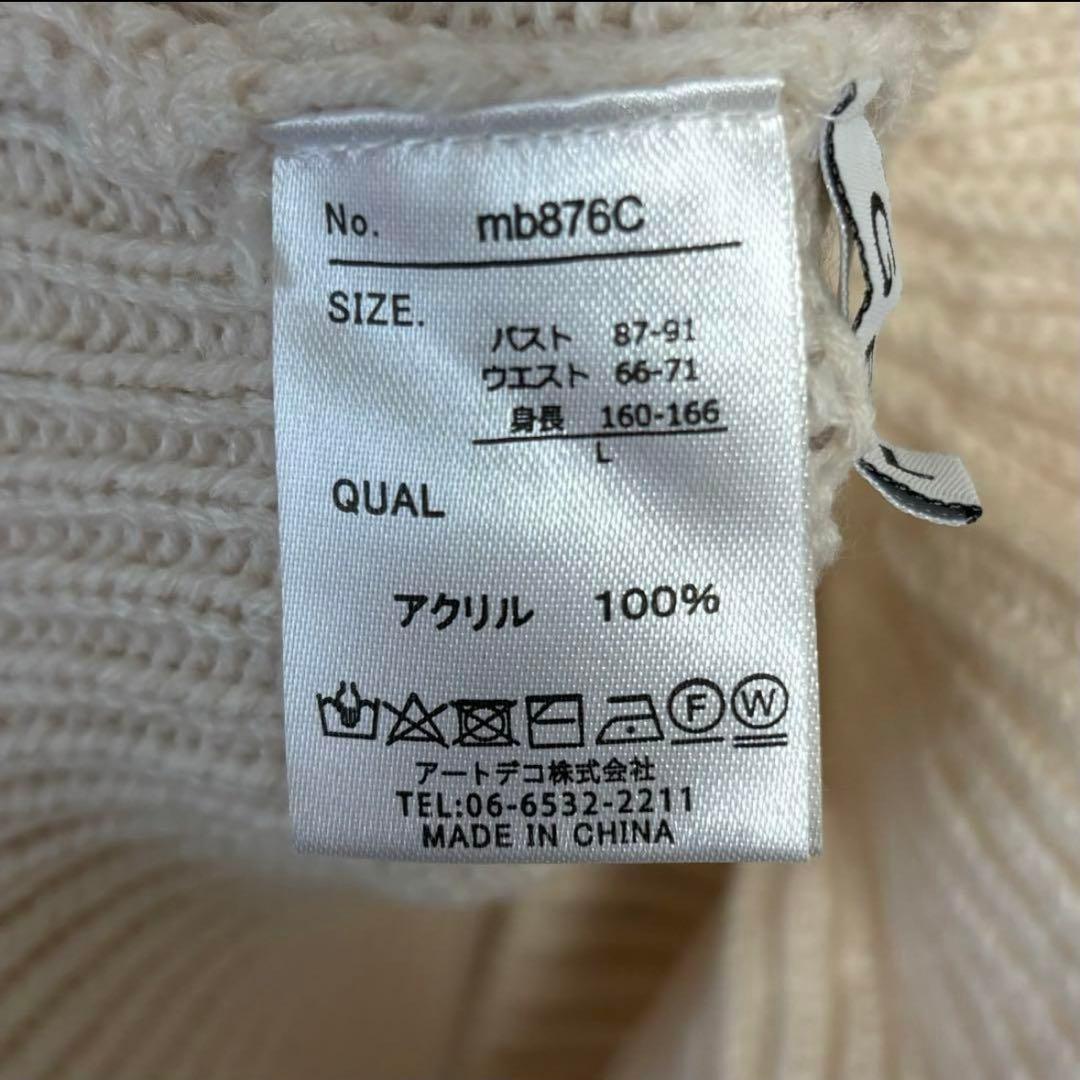 No. mb876C
SIZE.
バスト 87-91
ウエスト 66-71
身長 160-166
L
QUAL
アクリル 100%
F W
アートデコ株式会社
TEL:06-6532-2211
MADE IN CHINA